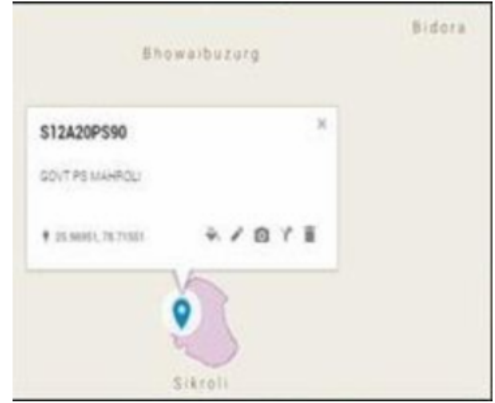 Bidora
Bhowaibuzurg
S12A20PS90
GOVT PS MAHROLI
Sikroli